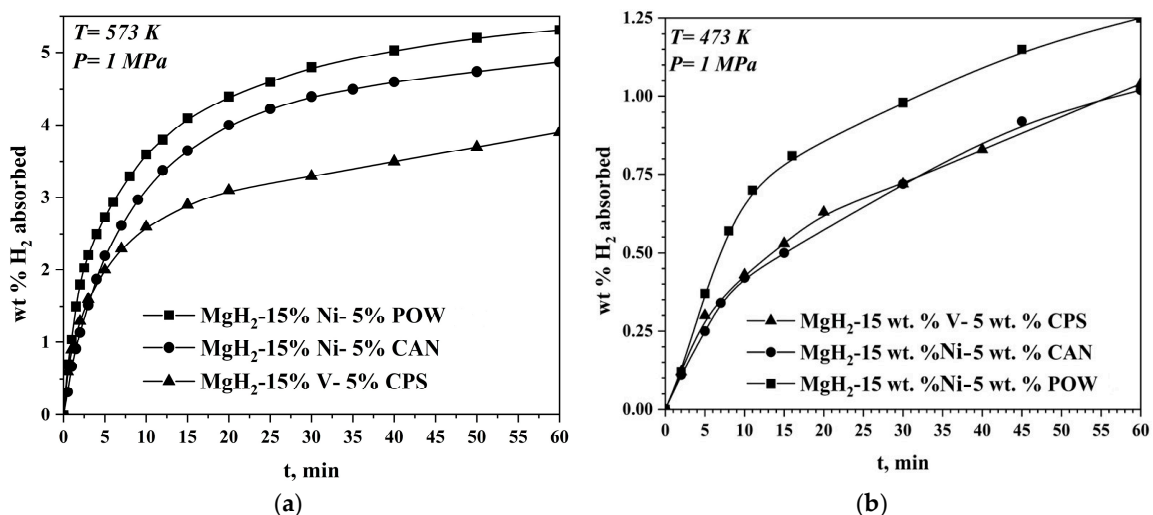 T= 573 K
P= 1 MPa
wt % H₂ absorbed
5
4
3
2
1
0
MgH₂-15% Ni- 5% POW
MgH₂-15% Ni- 5% CAN
MgH₂-15% V- 5% CPS
0 5 10 15 20 25 30 35 40 45 50 55 60
t, min
(a)
T= 473 K
P= 1 MPa
wt % H₂ absorbed
1.25
1.00
0.75
0.50
0.25
0.00
MgH₂-15 wt. % V- 5 wt. % CPS
MgH₂-15 wt. %Ni-5 wt. % CAN
MgH₂-15 wt. %Ni-5 wt. % POW
0 5 10 15 20 25 30 35 40 45 50 55 60
t, min
(b)